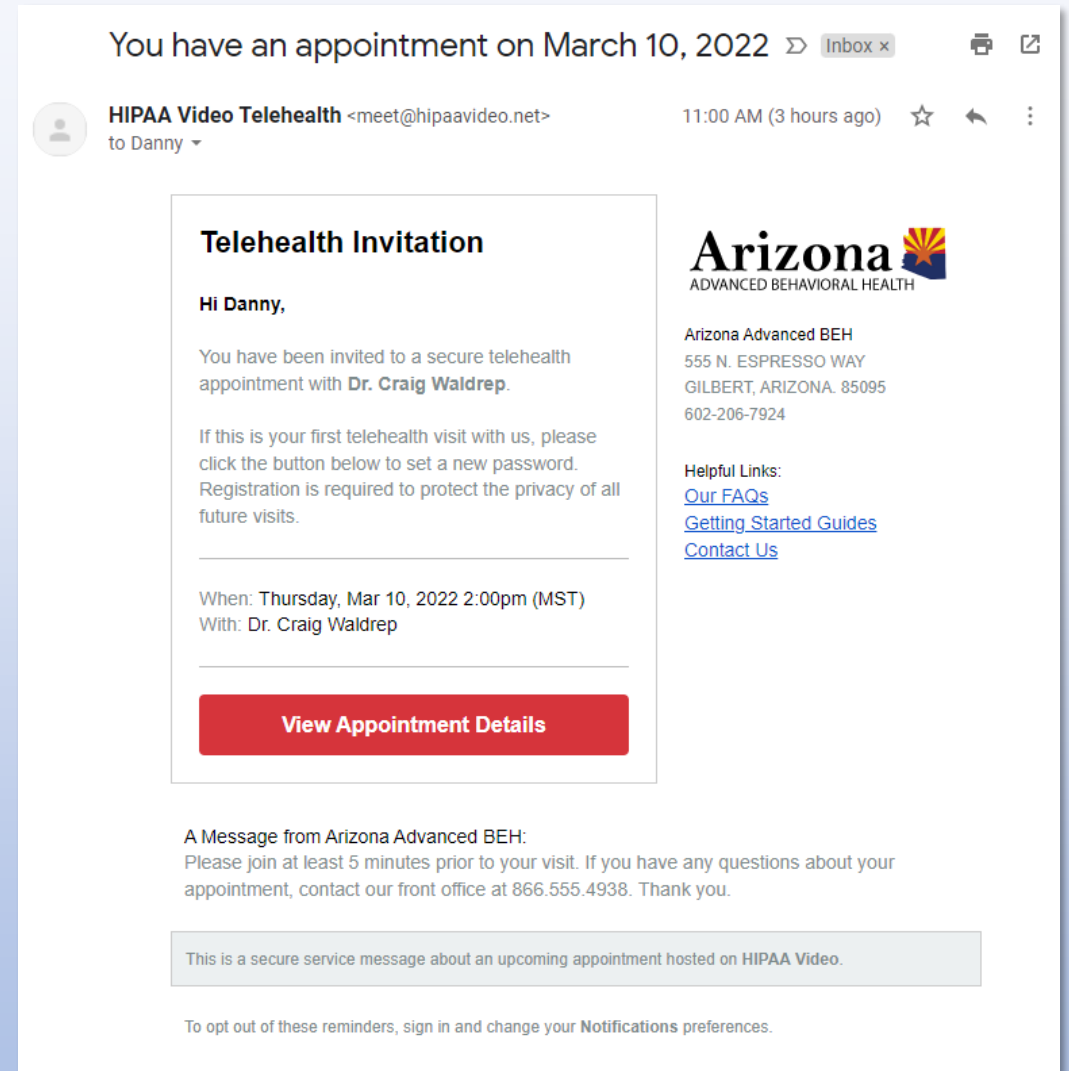 You have an appointment on March 10, 2022 Inbox ×
HIPAA Video Telehealth <meet@hipaavideo.net> 11:00 AM (3 hours ago)
to Danny
Telehealth Invitation
Hi Danny,
You have been invited to a secure telehealth
appointment with Dr. Craig Waldrep.
If this is your first telehealth visit with us, please
click the button below to set a new password.
Registration is required to protect the privacy of all
future visits.
When: Thursday, Mar 10, 2022 2:00pm (MST)
With: Dr. Craig Waldrep
View Appointment Details
Arizona
ADVANCED BEHAVIORAL HEALTH
Arizona Advanced BEH
555 N. ESPRESSO WAY
GILBERT, ARIZONA. 85095
602-206-7924
Helpful Links:
Our FAQs
Getting Started Guides
Contact Us
A Message from Arizona Advanced BEH:
Please join at least 5 minutes prior to your visit. If you have any questions about your
appointment, contact our front office at 866.555.4938. Thank you.
This is a secure service message about an upcoming appointment hosted on HIPAA Video.
To opt out of these reminders, sign in and change your Notifications preferences.